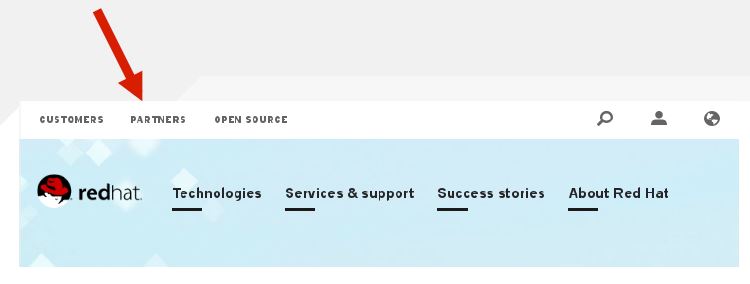 CUSTOMERS PARTNERS OPEN SOURCE
redhat. Technologies Services & support Success stories About Red Hat